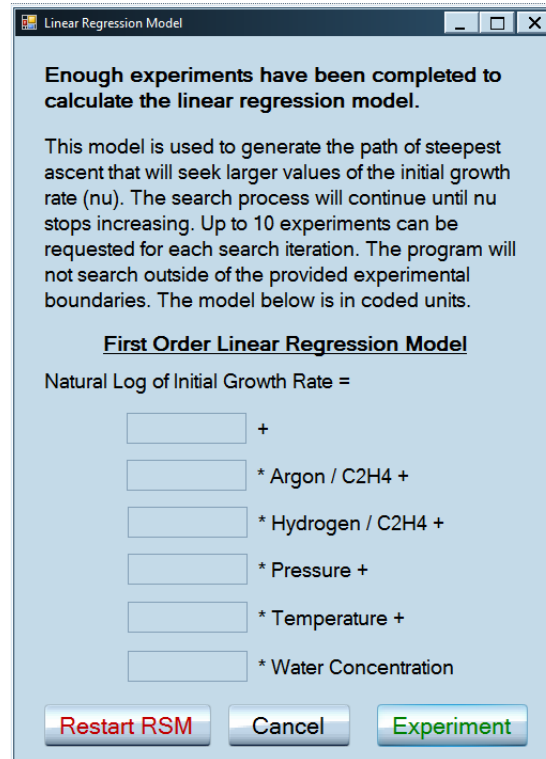 Linear Regression Model
Enough experiments have been completed to
calculate the linear regression model.
This model is used to generate the path of steepest
ascent that will seek larger values of the initial growth
rate (nu). The search process will continue until nu
stops increasing. Up to 10 experiments can be
requested for each search iteration. The program will
not search outside of the provided experimental
boundaries. The model below is in coded units.
First Order Linear Regression Model
Natural Log of Initial Growth Rate =
+
* Argon / C2H4 +
* Hydrogen / C2H4 +
* Pressure +
* Temperature +
* Water Concentration
Restart RSM Cancel Experiment